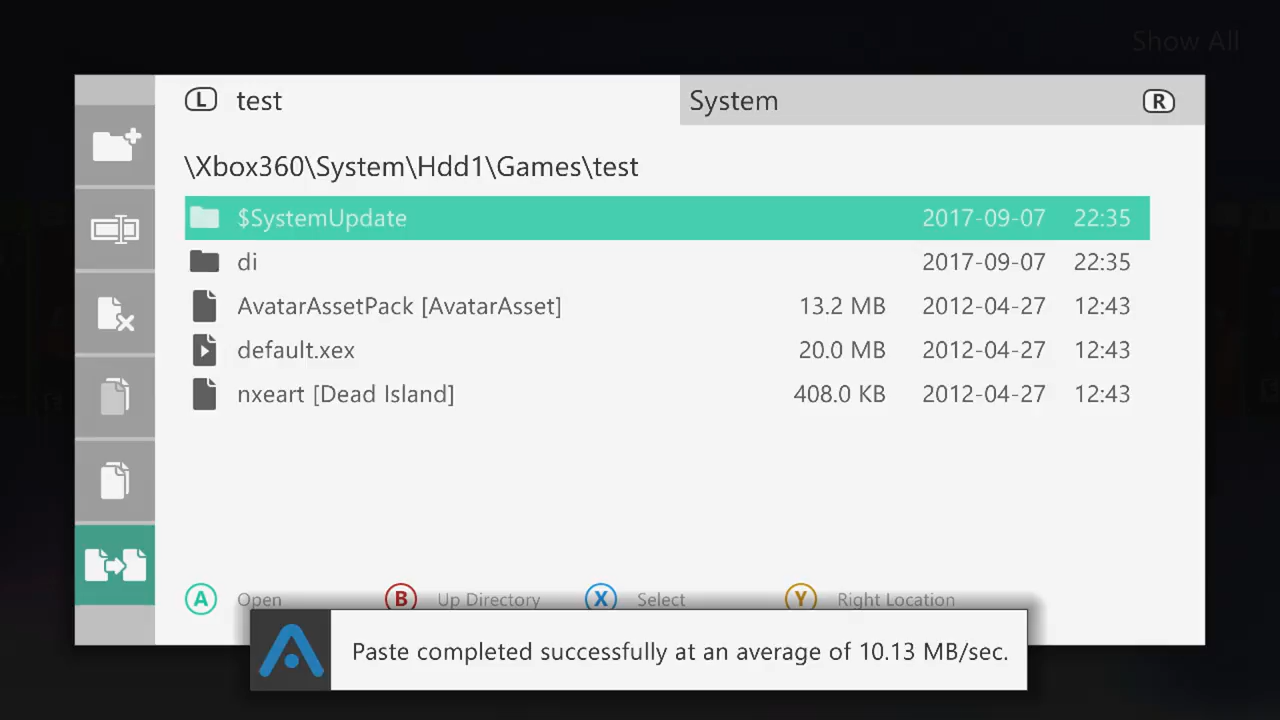 Show All
L test
System R
\Xbox360\System\Hdd1\Games\test
$SystemUpdate 2017-09-07 22:35
di 2017-09-07 22:35
AvatarAssetPack [AvatarAsset] 13.2 MB 2012-04-27 12:43
default.xex 20.0 MB 2012-04-27 12:43
nxeart [Dead Island] 408.0 KB 2012-04-27 12:43
A Open B Up Directory X Select Y Right Location
Paste completed successfully at an average of 10.13 MB/sec.